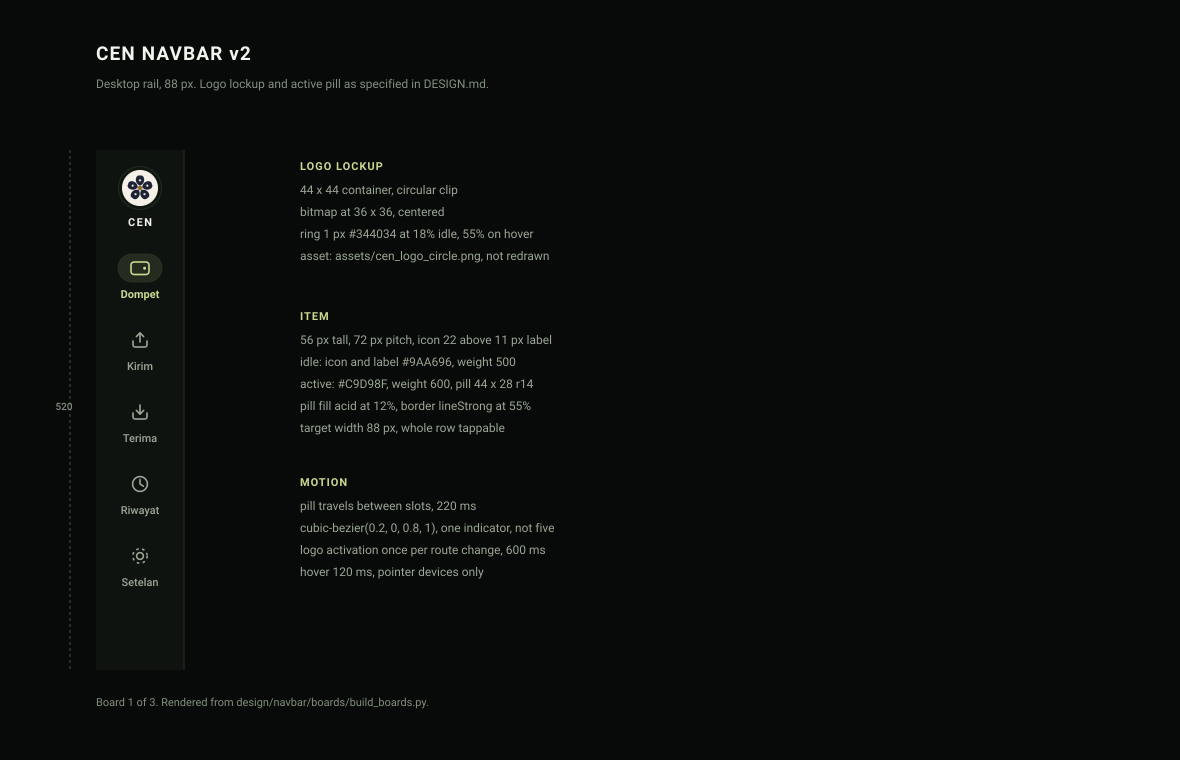 CEN NAVBAR v2
Desktop rail, 88 px. Logo lockup and active pill as specified in DESIGN.md.
CEN
Dompet
Kirim
Terima
Riwayat
Setelan
520
LOGO LOCKUP
44 x 44 container, circular clip
bitmap at 36 x 36, centered
ring 1 px #344034 at 18% idle, 55% on hover
asset: assets/cen_logo_circle.png, not redrawn
ITEM
56 px tall, 72 px pitch, icon 22 above 11 px label
idle: icon and label #9AA696, weight 500
active: #C9D98F, weight 600, pill 44 x 28 r14
pill fill acid at 12%, border lineStrong at 55%
target width 88 px, whole row tappable
MOTION
pill travels between slots, 220 ms
cubic-bezier(0.2, 0, 0.8, 1), one indicator, not five
logo activation once per route change, 600 ms
hover 120 ms, pointer devices only
Board 1 of 3. Rendered from design/navbar/boards/build_boards.py.